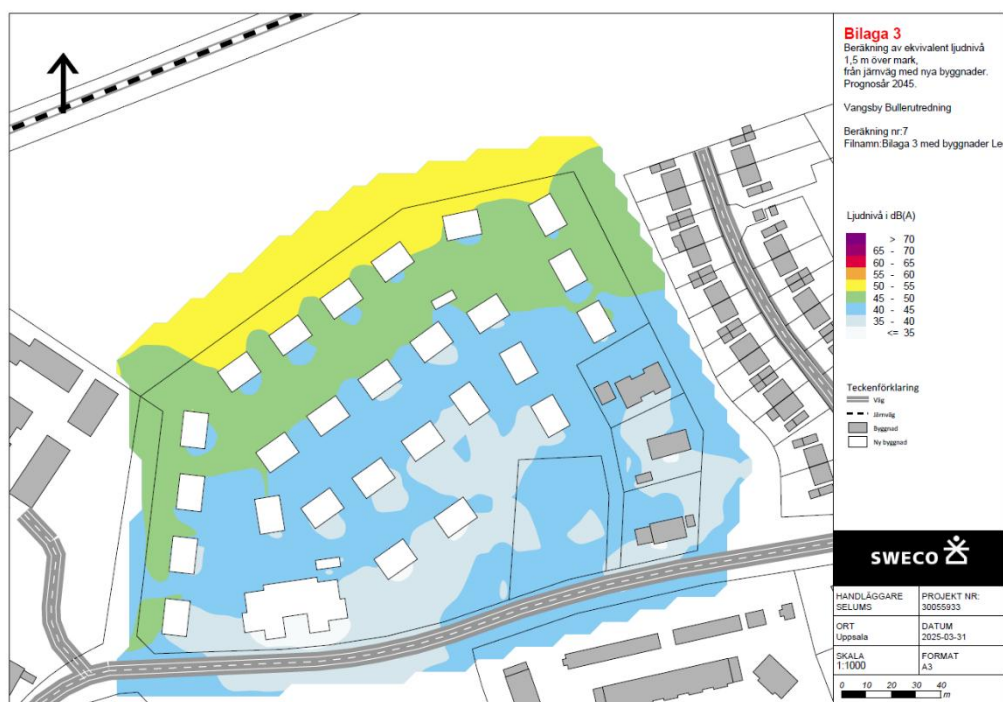 Bilaga 3
Beräkning av ekvivalent ljudnivå
1,5 m över mark,
från järnväg med nya byggnader.
Prognosår 2045.
Vangsby Bullerutredning
Beräkning nr:7
Filnamn:Bilaga 3 med byggnader Le
Ljudnivå i dB(A)
> 70
65 - 70
60 - 65
55 - 60
50 - 55
45 - 50
40 - 45
35 - 40
<= 35
Teckenförklaring
Väg
Järnväg
Byggnad
Ny byggnad
SWECO
HANDLÄGGARE
SELUMS
PROJEKT NR:
30055933
ORT
Uppsala
DATUM
2025-03-31
SKALA
1:1000
FORMAT
A3
0 10 20 30 40
m